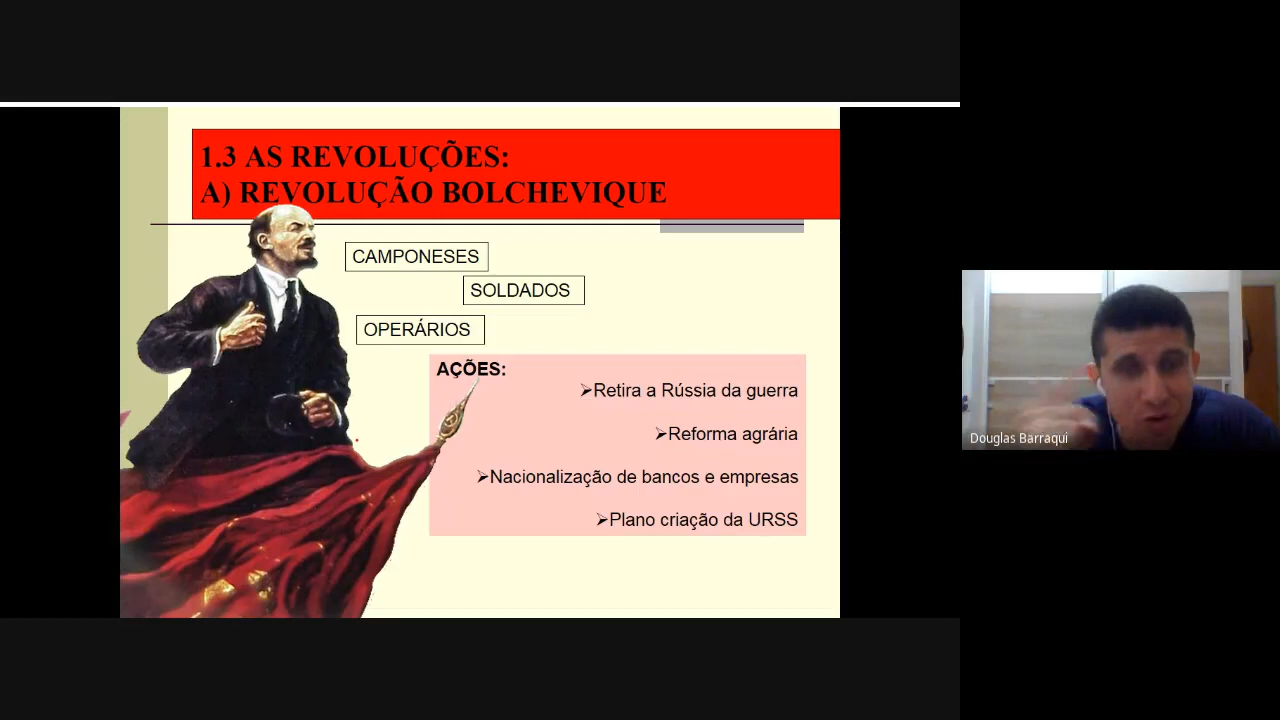 1.3 AS REVOLUÇÕES:
A) REVOLUÇÃO BOLCHEVIQUE
CAMPONESES
SOLDADOS
OPERÁRIOS
AÇÕES:
➢Retira a Rússia da guerra
➢Reforma agrária
➢Nacionalização de bancos e empresas
➢Plano criação da URSS
Douglas Barraqui